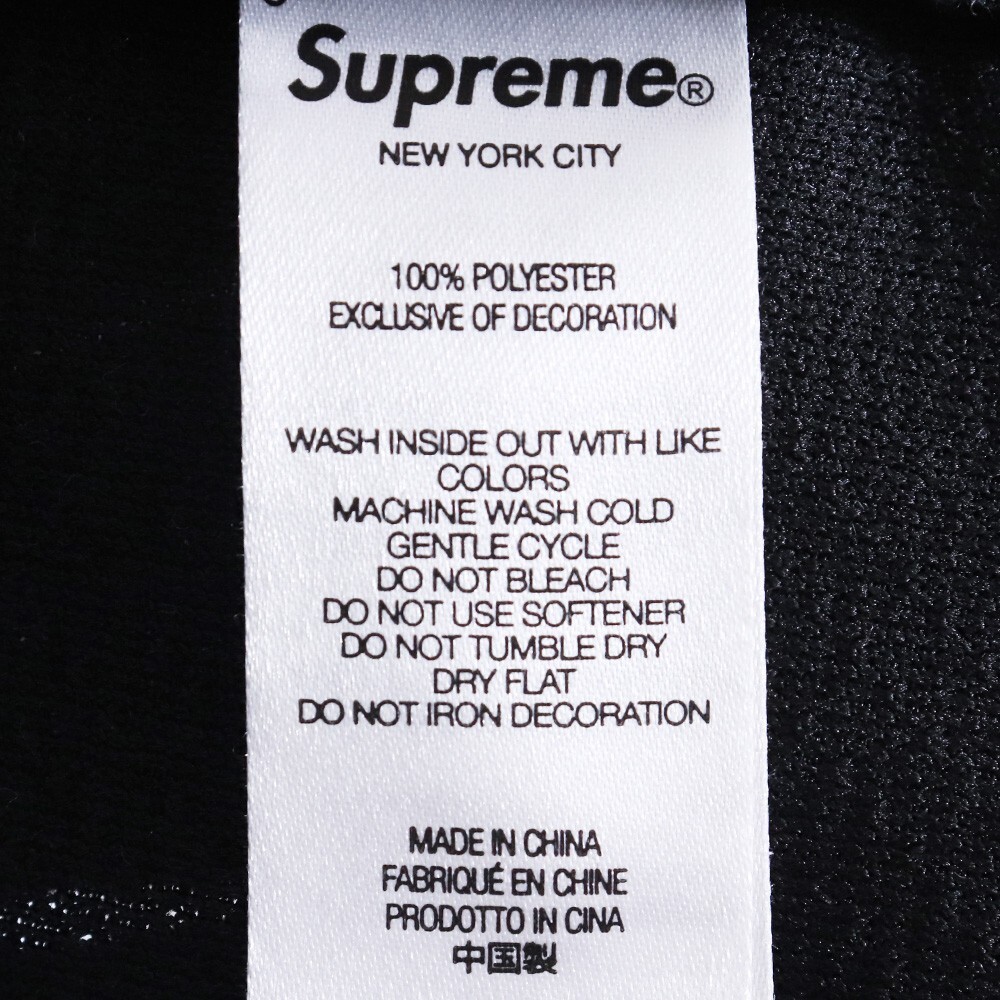 Supreme®
NEW YORK CITY
100% POLYESTER
EXCLUSIVE OF DECORATION
WASH INSIDE OUT WITH LIKE
COLORS
MACHINE WASH COLD
GENTLE CYCLE
DO NOT BLEACH
DO NOT USE SOFTENER
DO NOT TUMBLE DRY
DRY FLAT
DO NOT IRON DECORATION
MADE IN CHINA
FABRIQUÉ EN CHINE
PRODOTTO IN CINA
中国製